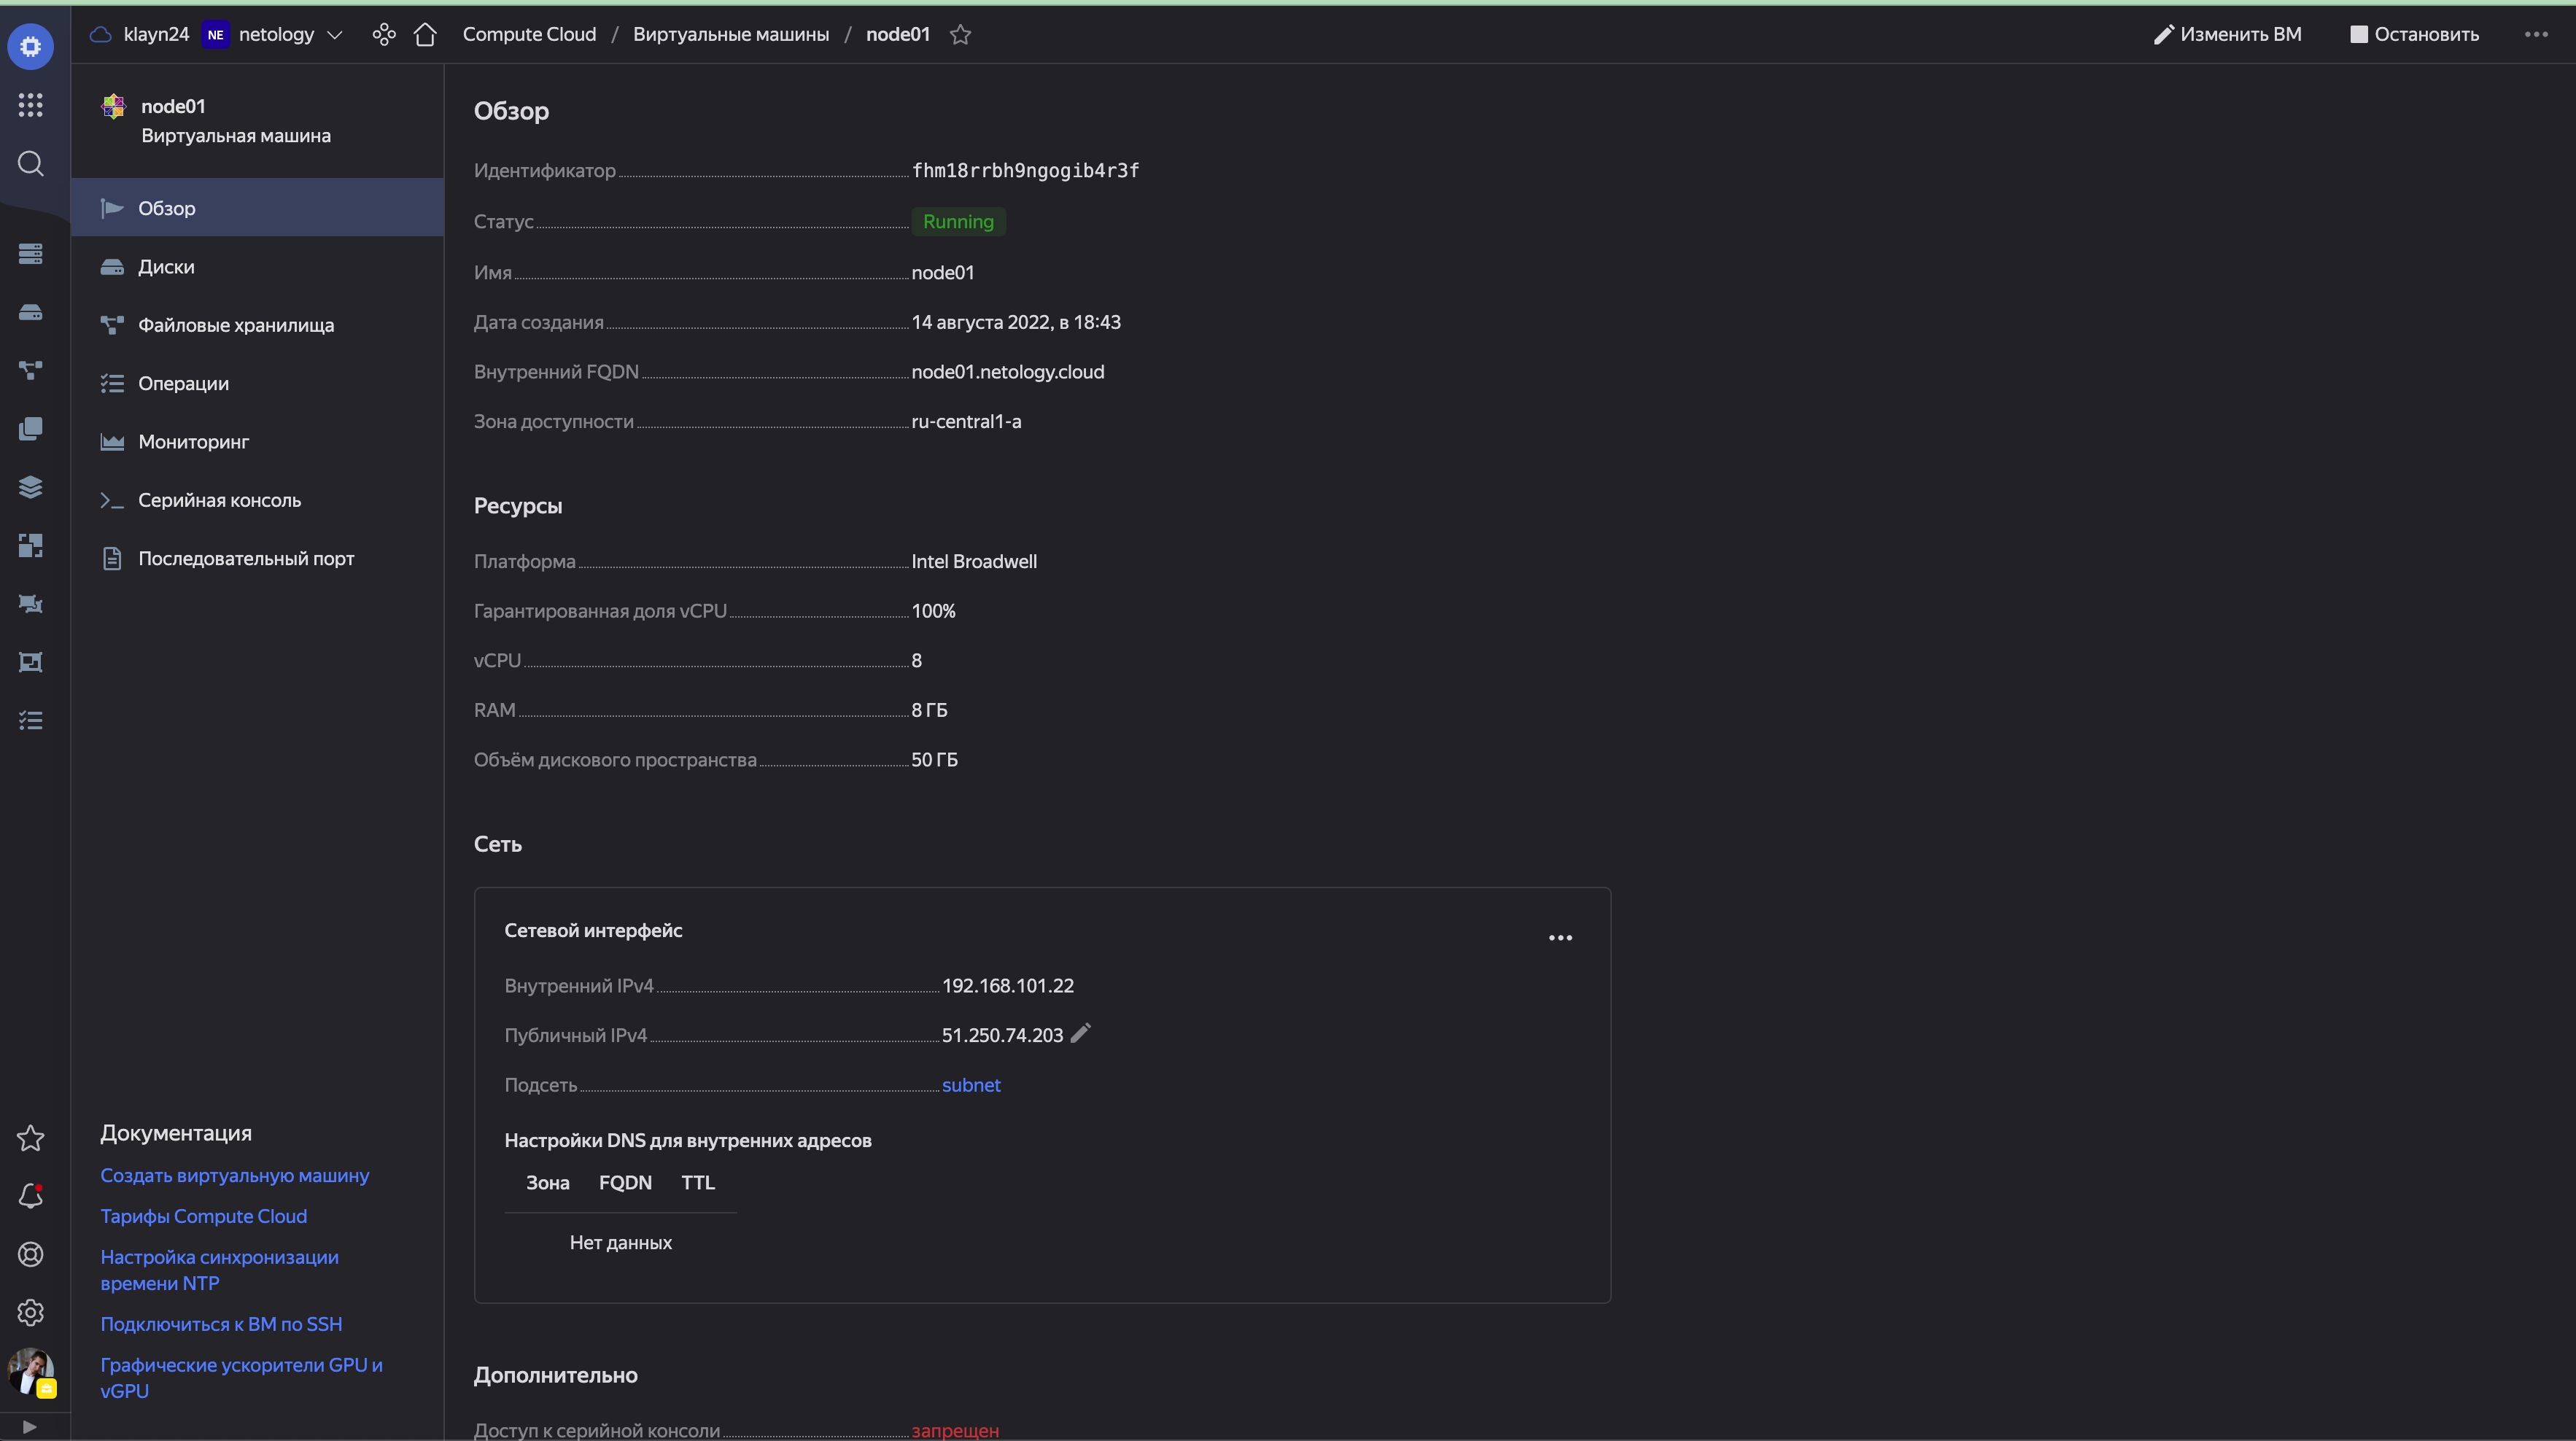 klayn24 NE netology Compute Cloud / Виртуальные машины / node01 Изменить ВМ Остановить
node01
Виртуальная машина
Обзор
Диски
Файловые хранилища
Операции
Мониторинг
Серийная консоль
Последовательный порт
Документация
Создать виртуальную машину
Тарифы Compute Cloud
Настройка синхронизации
времени NTP
Подключиться к ВМ по SSH
Графические ускорители GPU и
vGPU
Обзор
Идентификатор fhm18rrbh9ngogib4r3f
Статус Running
Имя node01
Дата создания 14 августа 2022, в 18:43
Внутренний FQDN node01.netology.cloud
Зона доступности ru-central1-a
Ресурсы
Платформа Intel Broadwell
Гарантированная доля vCPU 100%
vCPU 8
RAM 8 ГБ
Объём дискового пространства 50 ГБ
Сеть
Сетевой интерфейс
Внутренний IPv4 192.168.101.22
Публичный IPv4 51.250.74.203
Подсеть subnet
Настройки DNS для внутренних адресов
Зона FQDN TTL
Нет данных
Дополнительно
Доступ к серийной консоли запрещен